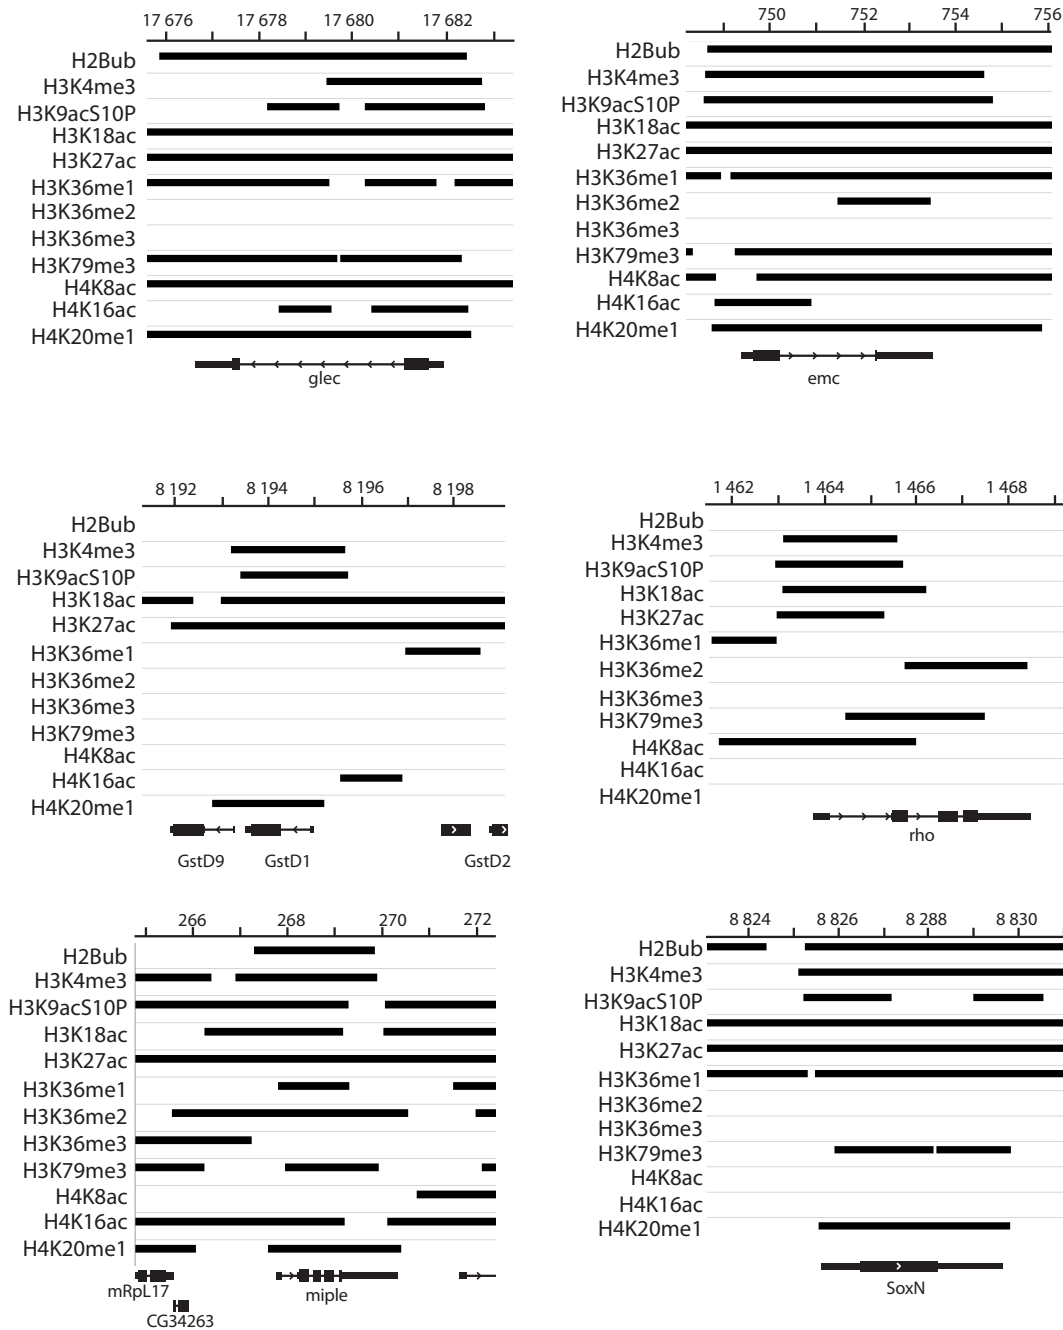 17 676 17 678 17 680 17 682
H2Bub
H3K4me3
H3K9acS10P
H3K18ac
H3K27ac
H3K36me1
H3K36me2
H3K36me3
H3K79me3
H4K8ac
H4K16ac
H4K20me1
glec
750 752 754 756
H2Bub
H3K4me3
H3K9acS10P
H3K18ac
H3K27ac
H3K36me1
H3K36me2
H3K36me3
H3K79me3
H4K8ac
H4K16ac
H4K20me1
emc
8 192 8 194 8 196 8 198
H2Bub
H3K4me3
H3K9acS10P
H3K18ac
H3K27ac
H3K36me1
H3K36me2
H3K36me3
H3K79me3
H4K8ac
H4K16ac
H4K20me1
GstD9 GstD1 GstD2
1 462 1 464 1 466 1 468
H2Bub
H3K4me3
H3K9acS10P
H3K18ac
H3K27ac
H3K36me1
H3K36me2
H3K36me3
H3K79me3
H4K8ac
H4K16ac
H4K20me1
rho
266 268 270 272
H2Bub
H3K4me3
H3K9acS10P
H3K18ac
H3K27ac
H3K36me1
H3K36me2
H3K36me3
H3K79me3
H4K8ac
H4K16ac
H4K20me1
mRpL17 miple
CG34263
8 824 8 826 8 288 8 830
H2Bub
H3K4me3
H3K9acS10P
H3K18ac
H3K27ac
H3K36me1
H3K36me2
H3K36me3
H3K79me3
H4K8ac
H4K16ac
H4K20me1
SoxN